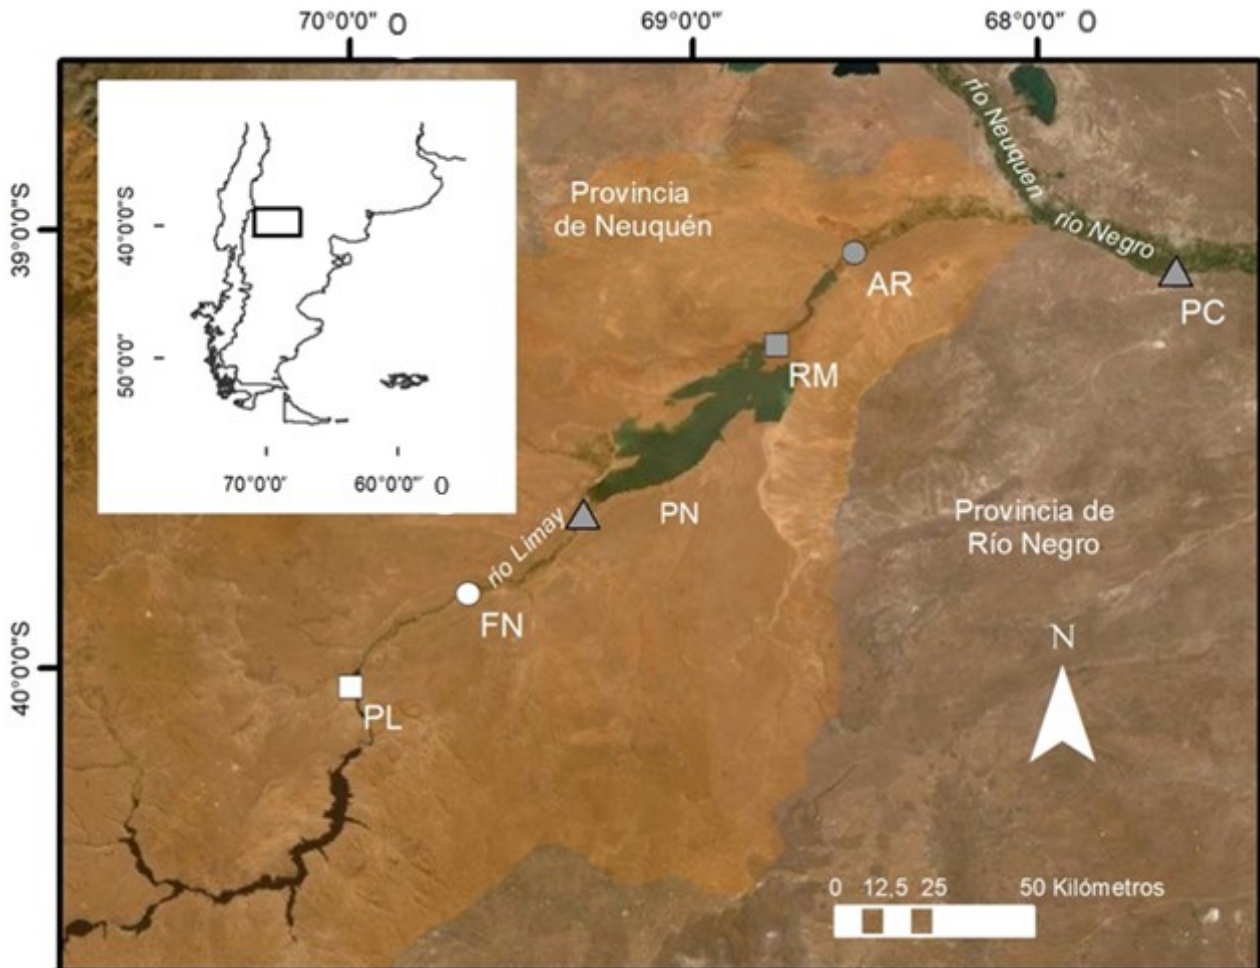 70°0'0" O
69°0'0"O
68°0'0" O
39°0'0"S
40°0'0"S
40°0'0"S
50°0'0"S
70°0'0"O
60°0'0" O
Provincia
de Neuquén
río Neuquen
río Negro
AR
PC
RM
PN
río Limay
FN
PL
Provincia de
Río Negro
N
0 12,5 25 50 Kilómetros